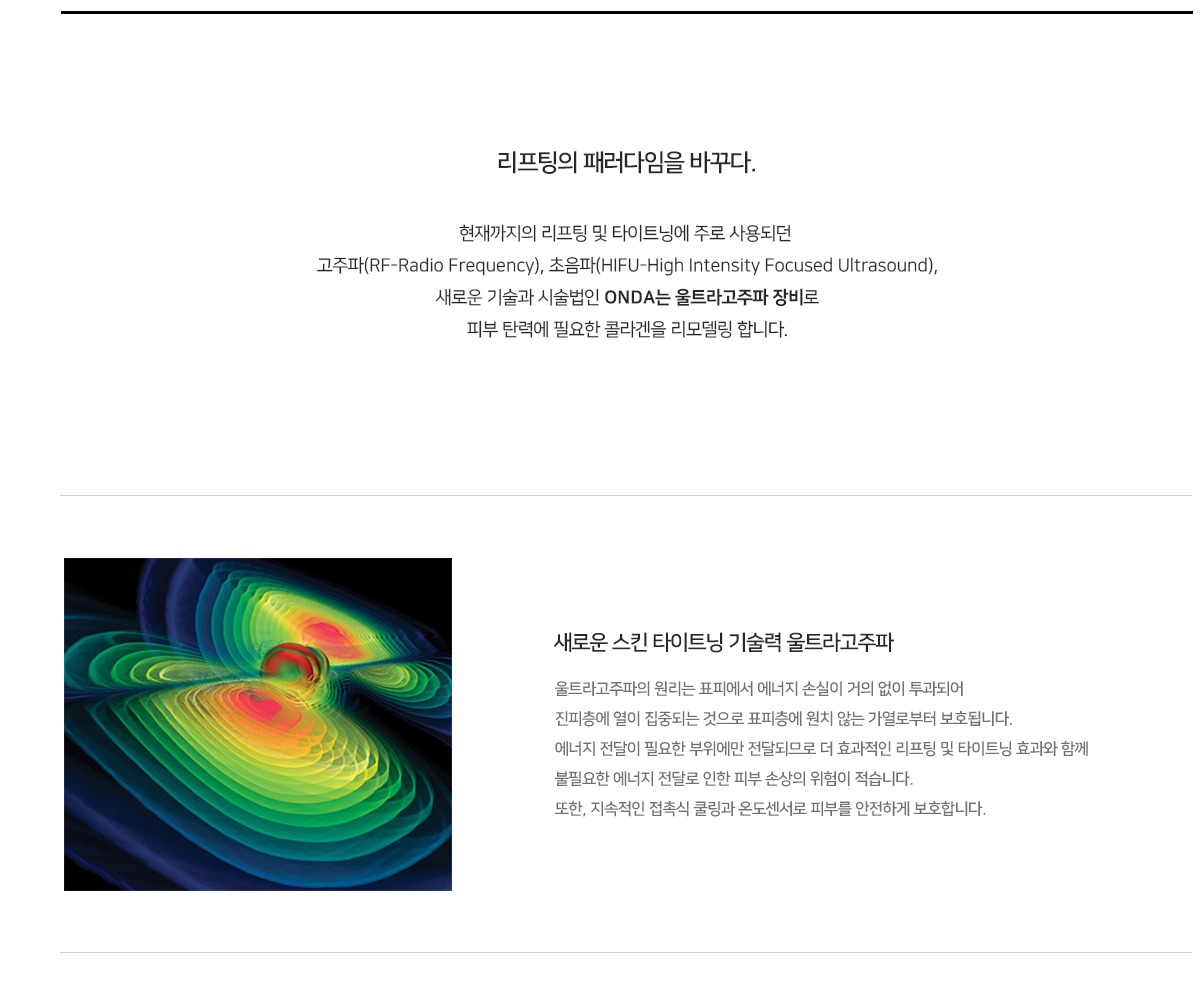 리프팅의 패러다임을 바꾸다.
현재까지의 리프팅 및 타이트닝에 주로 사용되던
고주파(RF-Radio Frequency), 초음파(HIFU-High Intensity Focused Ultrasound),
새로운 기술과 시술법인 ONDA는 울트라고주파 장비로
피부 탄력에 필요한 콜라겐을 리모델링 합니다.
새로운 스킨 타이트닝 기술력 울트라고주파
울트라고주파의 원리는 표피에서 에너지 손실이 거의 없이 투과되어
진피층에 열이 집중되는 것으로 표피층에 원치 않는 가열로부터 보호됩니다.
에너지 전달이 필요한 부위에만 전달되므로 더 효과적인 리프팅 및 타이트닝 효과와 함께
불필요한 에너지 전달로 인한 피부 손상의 위험이 적습니다.
또한, 지속적인 접촉식 쿨링과 온도센서로 피부를 안전하게 보호합니다.